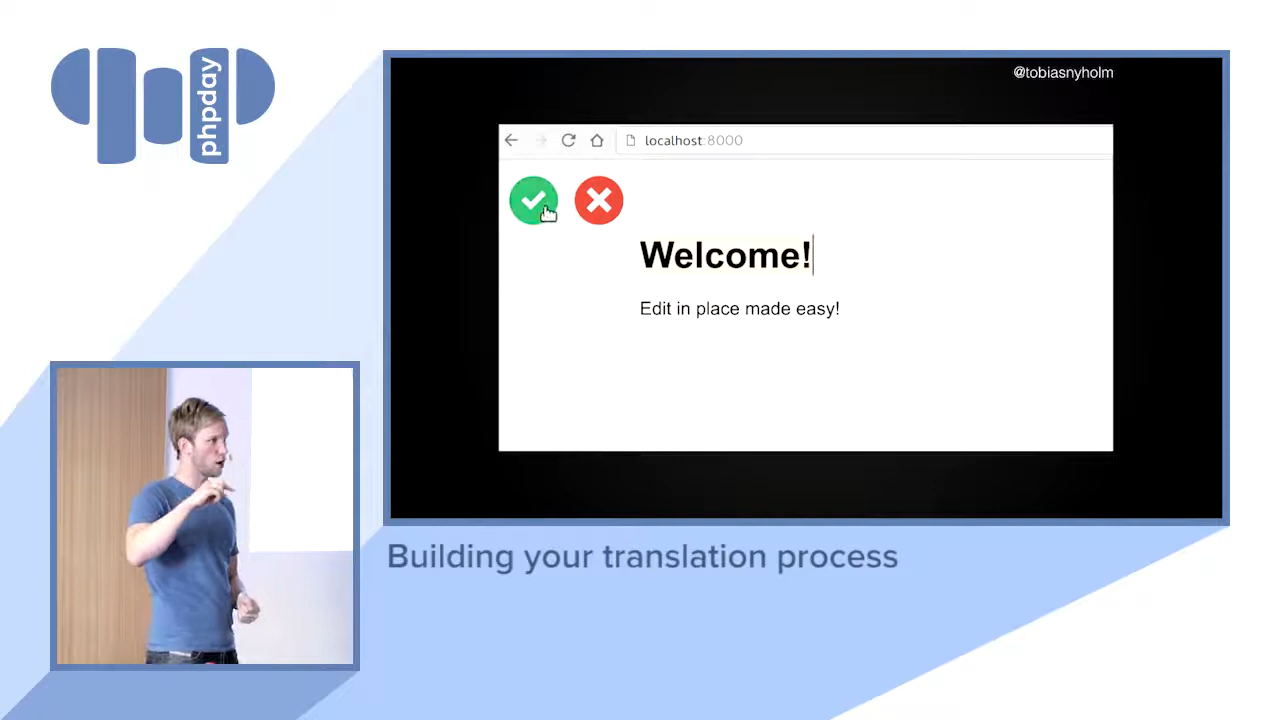 phpday
@tobiasnyholm
localhost:8000
Welcome!
Edit in place made easy!
Building your translation process